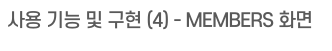 사용 기능 및 구현 (4) - MEMBERS 화면